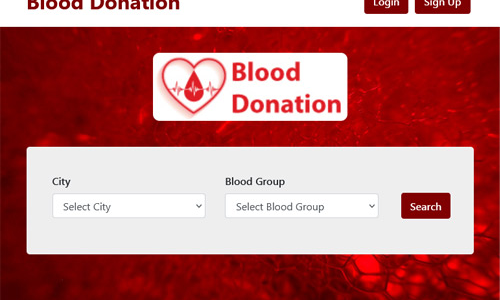 Blood Donation
Login
Sign Up
Blood
Donation
City
Blood Group
Select City
Select Blood Group
Search